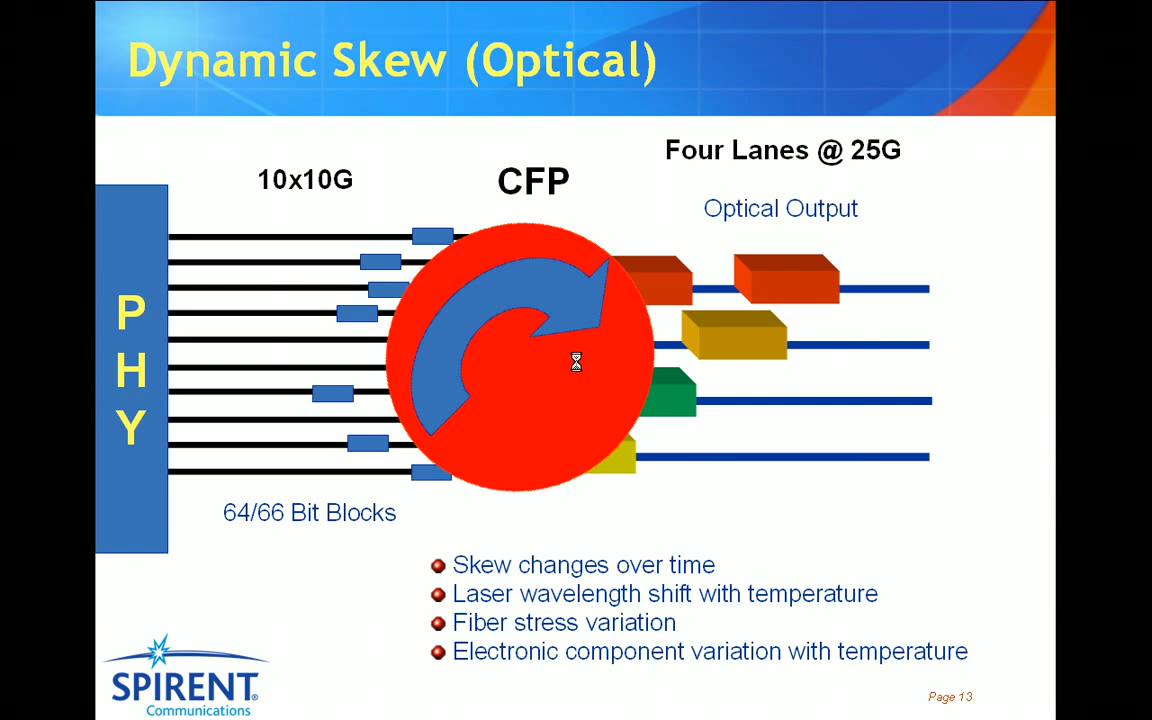 Dynamic Skew (Optical)
Four Lanes @ 25G
10x10G
CFP
Optical Output
P
H
Y
64/66 Bit Blocks
Skew changes over time
Laser wavelength shift with temperature
Fiber stress variation
Electronic component variation with temperature
SPIRENT®
Communications
Page 13